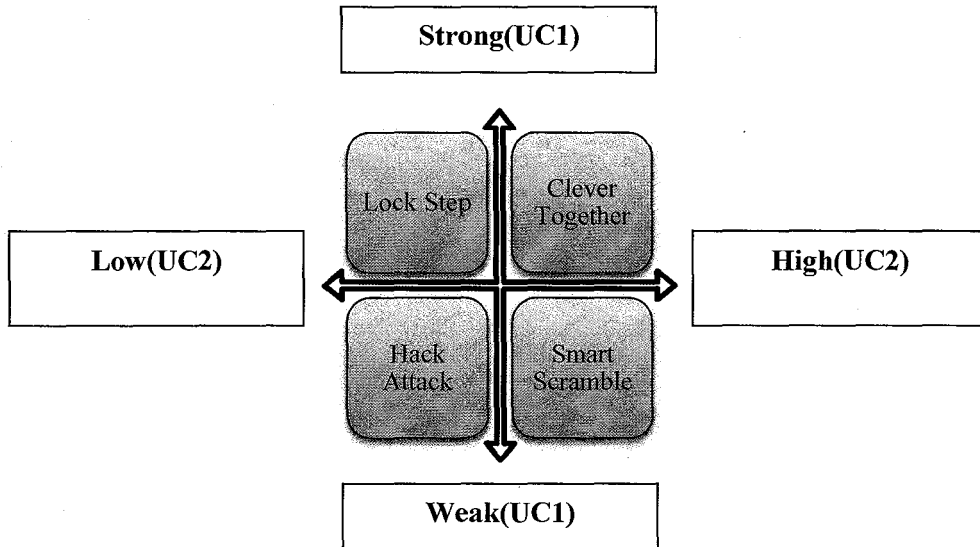 Strong(UC1)
Lock Step
Clever
Together
Low(UC2)
High(UC2)
Hack
Attack
Smart
Scramble
Weak(UC1)